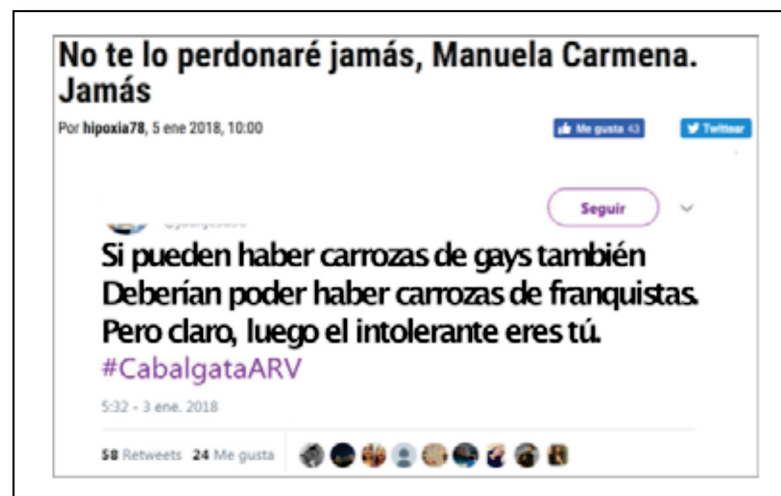 No te lo perdonaré jamás, Manuela Carmena.
Jamás
Por hipoxia78, 5 ene 2018, 10:00
Me gusta 43
Twittear
Seguir
Si pueden haber carrozas de gays también
Deberían poder haber carrozas de franquistas.
Pero claro, luego el intolerante eres tú.
#CabalgataARV
5:32 - 3 ene. 2018
58 Retweets 24 Me gusta